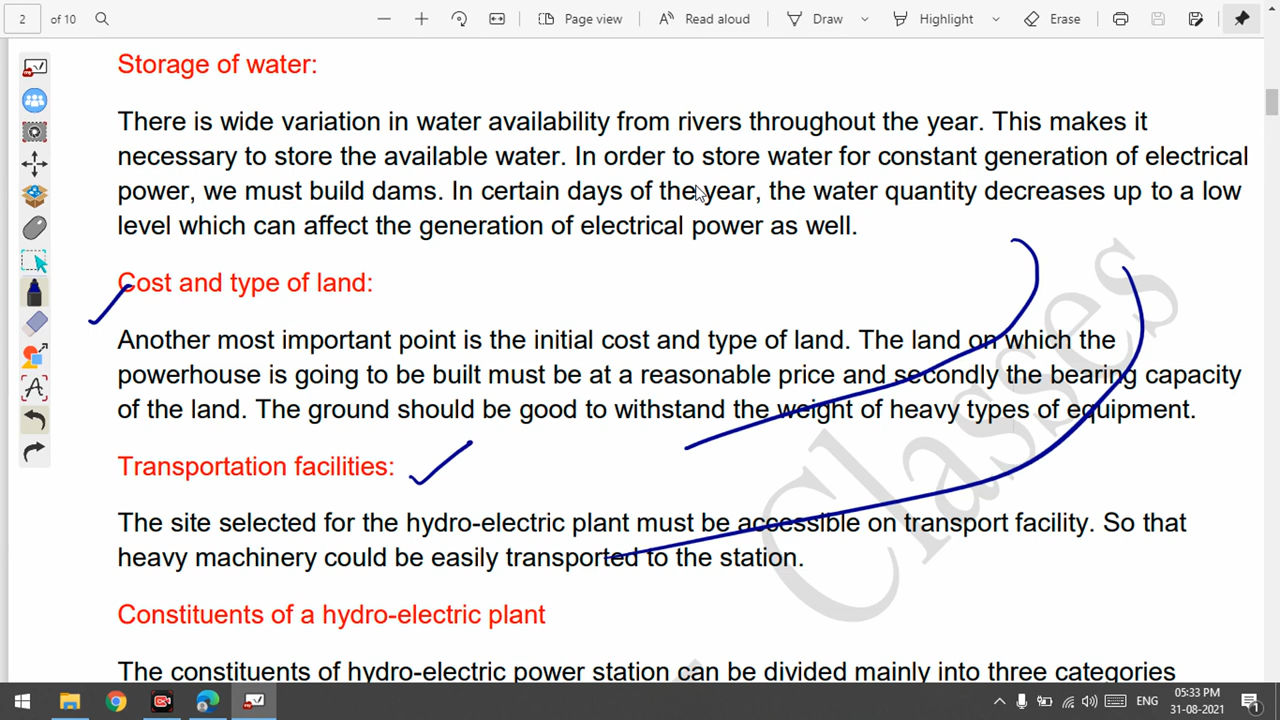 2 of 10 Page view Read aloud Draw Highlight Erase
Storage of water:
There is wide variation in water availability from rivers throughout the year. This makes it
necessary to store the available water. In order to store water for constant generation of electrical
power, we must build dams. In certain days of the year, the water quantity decreases up to a low
level which can affect the generation of electrical power as well.
Cost and type of land:
Another most important point is the initial cost and type of land. The land on which the
powerhouse is going to be built must be at a reasonable price and secondly the bearing capacity
of the land. The ground should be good to withstand the weight of heavy types of equipment.
Transportation facilities:
The site selected for the hydro-electric plant must be accessible on transport facility. So that
heavy machinery could be easily transported to the station.
Constituents of a hydro-electric plant
The constituents of hydro-electric power station can be divided mainly into three categories
Classes
ENG
05:33 PM
31-08-2021